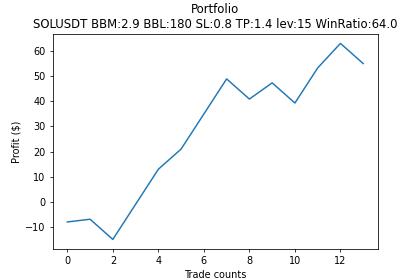 Portfolio
SOLUSDT BBM:2.9 BBL:180 SL:0.8 TP:1.4 lev:15 WinRatio:64.0
60
50
40
30
20
10
0
−10
Profit ($)
0 2 4 6 8 10 12
Trade counts